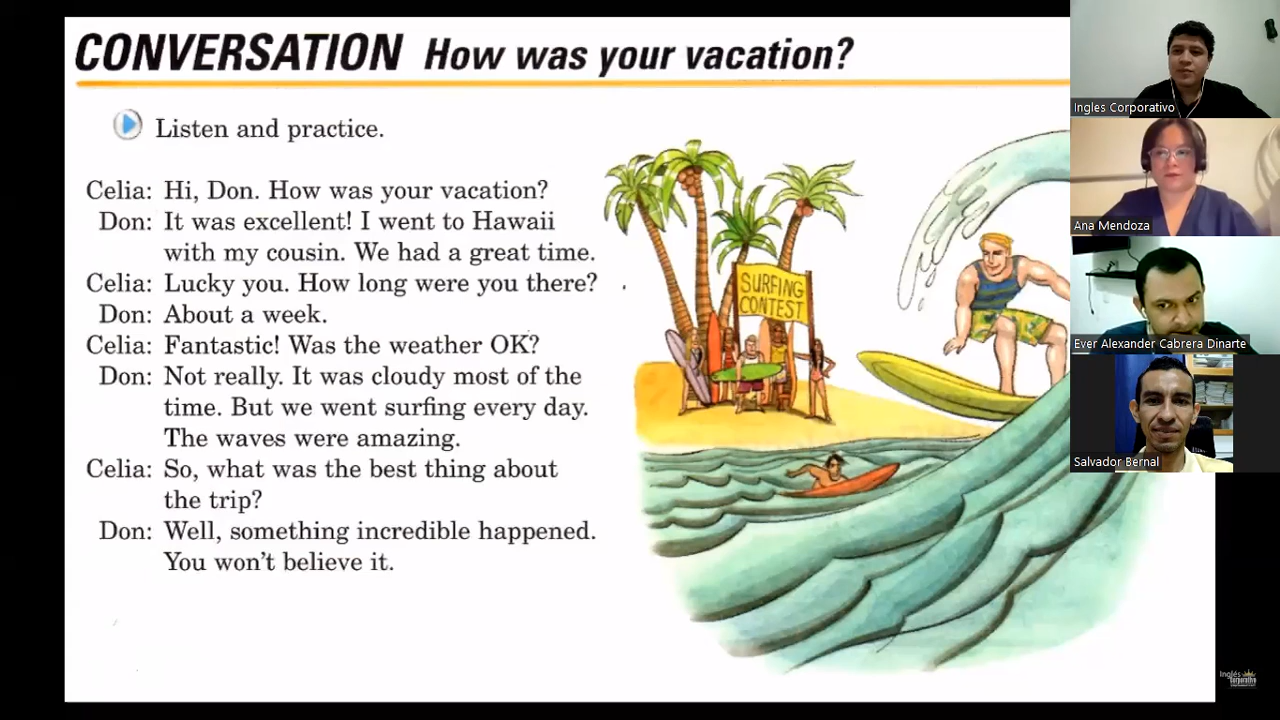 CONVERSATION How was your vacation?
Listen and practice.
Celia: Hi, Don. How was your vacation?
Don: It was excellent! I went to Hawaii
with my cousin. We had a great time.
Celia: Lucky you. How long were you there?
Don: About a week.
Celia: Fantastic! Was the weather OK?
Don: Not really. It was cloudy most of the
time. But we went surfing every day.
The waves were amazing.
Celia: So, what was the best thing about
the trip?
Don: Well, something incredible happened.
You won't believe it.
SURFING
CONTEST
Ingles Corporativo
Ana Mendoza
Ever Alexander Cabrera Dinarte
Salvador Bernal
Inglés
Corporativo